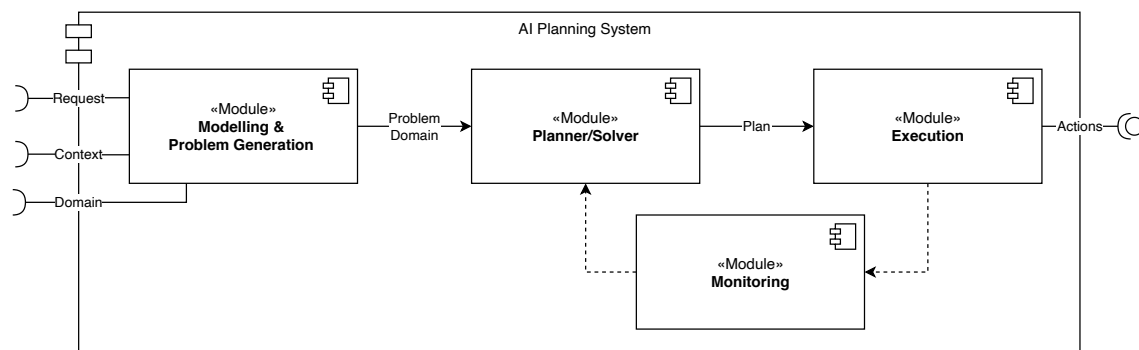 AI Planning System
Request
Context
Domain
«Module»
Modelling &
Problem Generation
Problem
Domain
«Module»
Planner/Solver
Plan
«Module»
Execution
Actions
«Module»
Monitoring